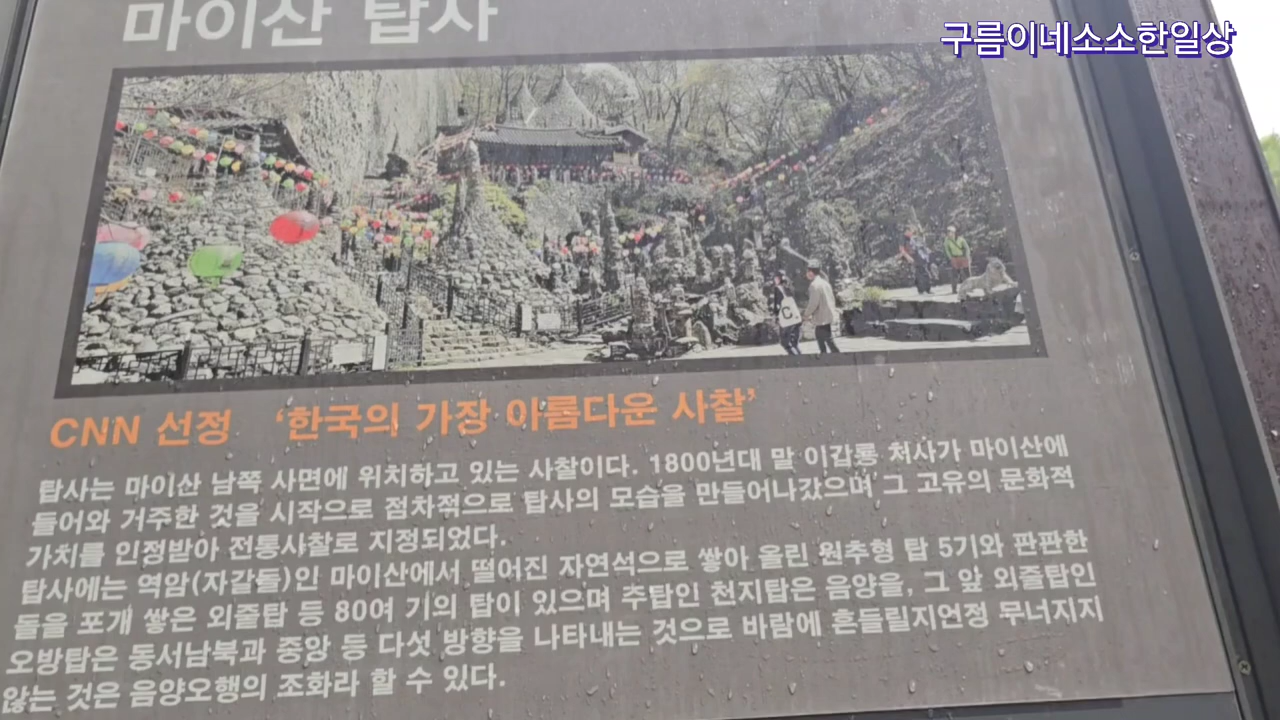 마이산 탑사
구름이네소소한일상
CNN 선정 ‘한국의 가장 아름다운 사찰’
탑사는 마이산 남쪽 사면에 위치하고 있는 사찰이다. 1800년대 말 이갑룡 처사가 마이산에
들어와 거주한 것을 시작으로 점차적으로 탑사의 모습을 만들어나갔으며 그 고유의 문화적
가치를 인정받아 전통사찰로 지정되었다.
탑사에는 역암(자갈돌)인 마이산에서 떨어진 자연석으로 쌓아 올린 원추형 탑 5기와 판판한
돌을 포개 쌓은 외줄탑 등 80여 기의 탑이 있으며 주탑인 천지탑은 음양을, 그 앞 외줄탑인
오방탑은 동서남북과 중앙 등 다섯 방향을 나타내는 것으로 바람에 흔들릴지언정 무너지지
않는 것은 음양오행의 조화라 할 수 있다.